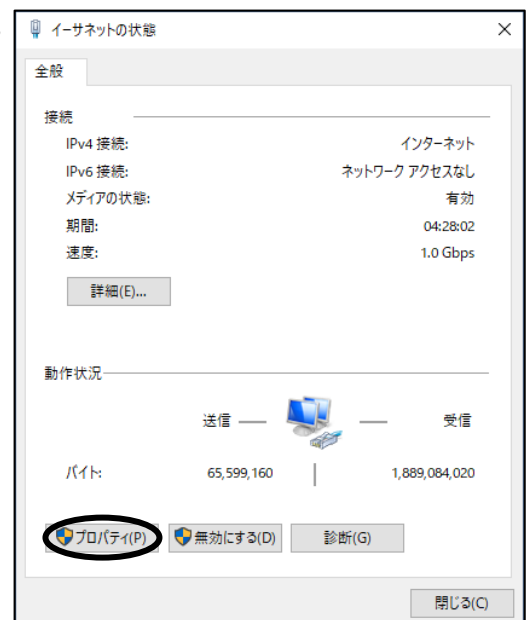 イーサネットの状態
全般
接続
IPv4 接続: インターネット
IPv6 接続: ネットワーク アクセスなし
メディアの状態: 有効
期間: 04:28:02
速度: 1.0 Gbps
詳細(E)...
動作状況
送信 受信
バイト: 65,599,160 1,889,084,020
プロパティ(P) 無効にする(D) 診断(G)
閉じる(C)